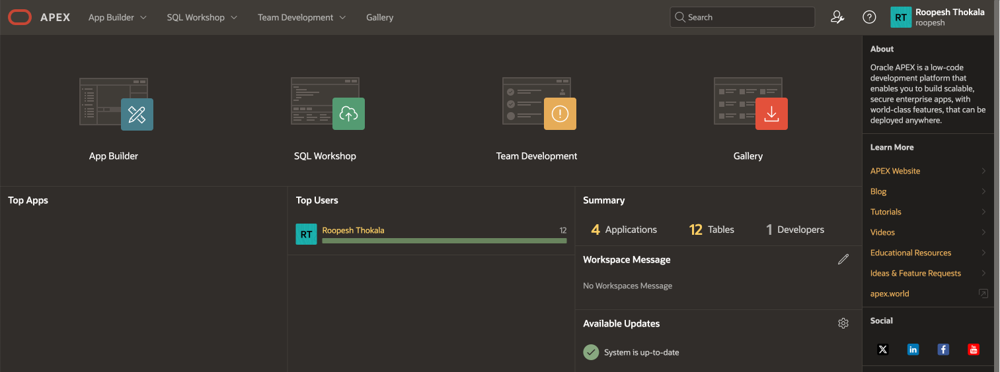 APEX
App Builder
SQL Workshop
Team Development
Gallery
Search
RT
Roopesh Thokala
roopesh
App Builder
SQL Workshop
Team Development
Gallery
Top Apps
Top Users
RT
Roopesh Thokala
12
Summary
4 Applications
12 Tables
1 Developers
Workspace Message
No Workspaces Message
Available Updates
System is up-to-date
About
Oracle APEX is a low-code
development platform that
enables you to build scalable,
secure enterprise apps, with
world-class features, that can be
deployed anywhere.
Learn More
APEX Website
Blog
Tutorials
Videos
Educational Resources
Ideas & Feature Requests
apex.world
Social